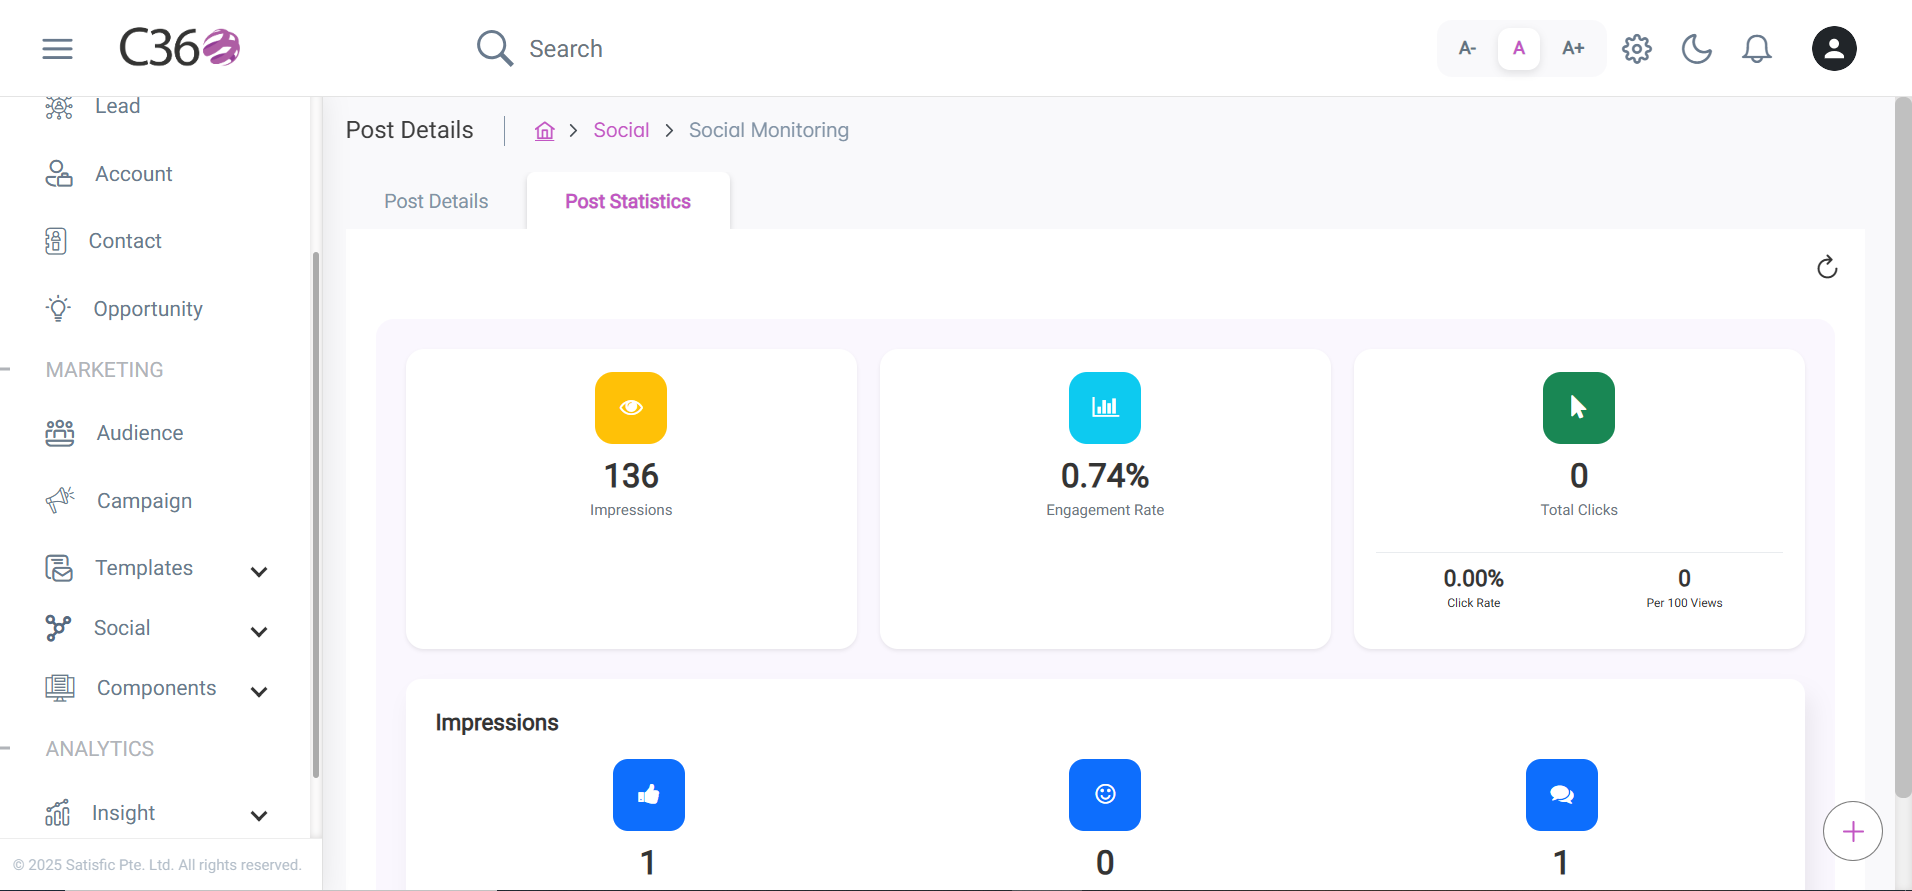 C360
Search
A-
A
A+
Lead
Account
Contact
Opportunity
MARKETING
Audience
Campaign
Templates
Social
Components
ANALYTICS
Insight
© 2025 Satisfic Pte. Ltd. All rights reserved.
Post Details
Social
Social Monitoring
Post Details
Post Statistics
136
Impressions
0.74%
Engagement Rate
0
Total Clicks
0.00%
Click Rate
0
Per 100 Views
Impressions
1
0
1